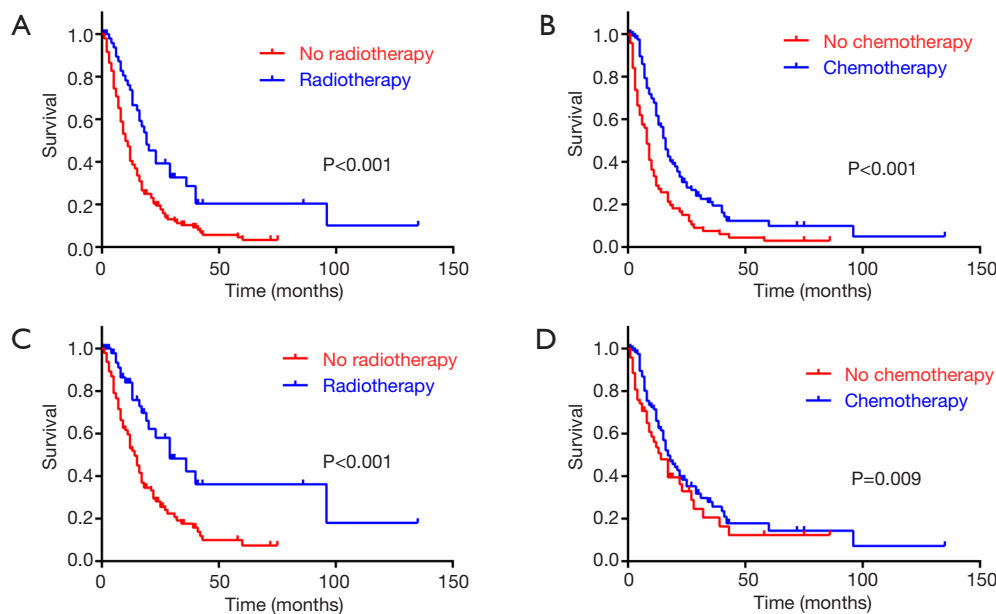 A
Survival
1.0
0.8
0.6
0.4
0.2
0.0
No radiotherapy
Radiotherapy
P<0.001
0 50 100 150
Time (months)
B
Survival
1.0
0.8
0.6
0.4
0.2
0.0
No chemotherapy
Chemotherapy
P<0.001
0 50 100 150
Time (months)
C
Survival
1.0
0.8
0.6
0.4
0.2
0.0
No radiotherapy
Radiotherapy
P<0.001
0 50 100 150
Time (months)
D
Survival
1.0
0.8
0.6
0.4
0.2
0.0
No chemotherapy
Chemotherapy
P=0.009
0 50 100 150
Time (months)